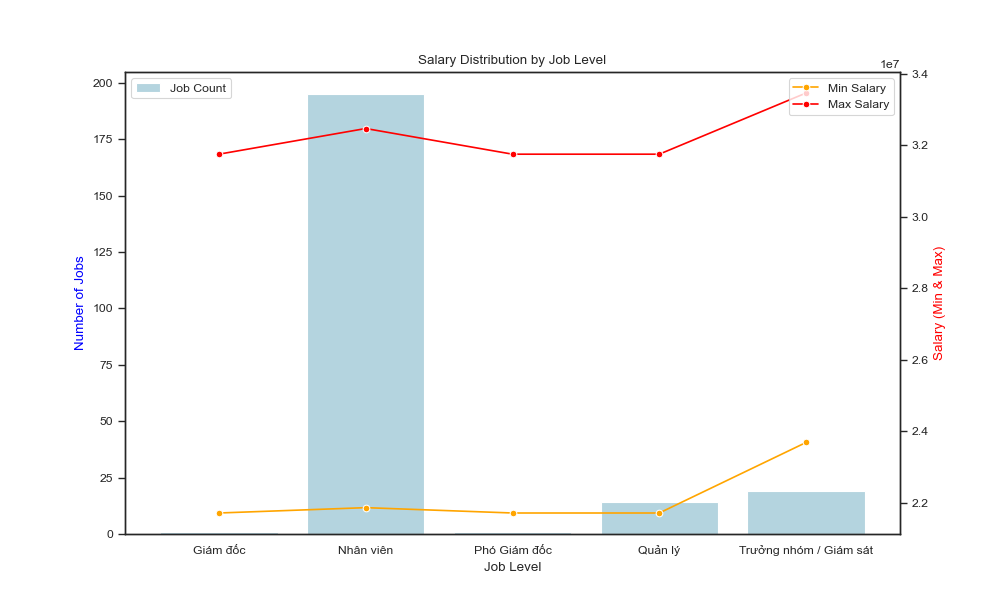 Salary Distribution by Job Level
1e7
Job Count
Min Salary
Max Salary
200
175
150
125
100
75
50
25
0
Number of Jobs
3.4
3.2
3.0
2.8
2.6
2.4
2.2
Salary (Min & Max)
Giám đốc
Nhân viên
Phó Giám đốc
Quản lý
Trưởng nhóm / Giám sát
Job Level